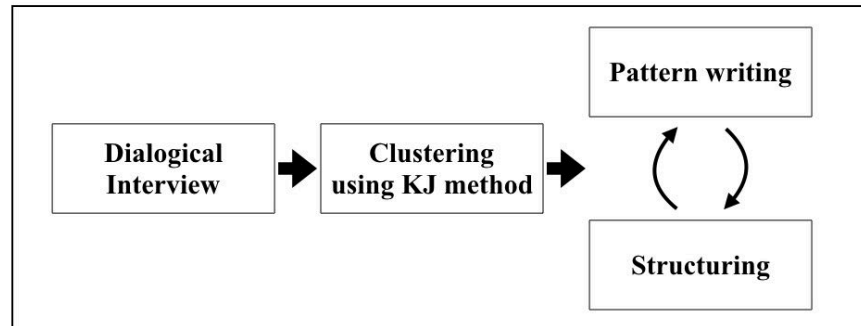 Dialogical
Interview
Clustering
using KJ method
Pattern writing
Structuring